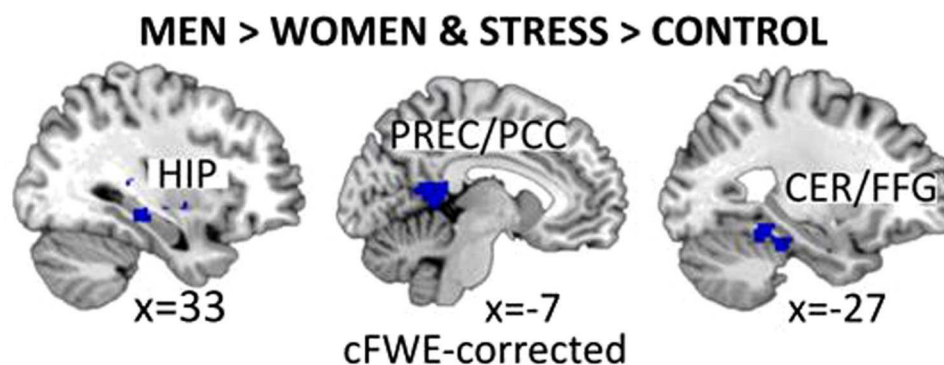 MEN > WOMEN & STRESS > CONTROL
HIP
PREC/PCC
CER/FFG
x=33
x=-7
x=-27
cFWE-corrected